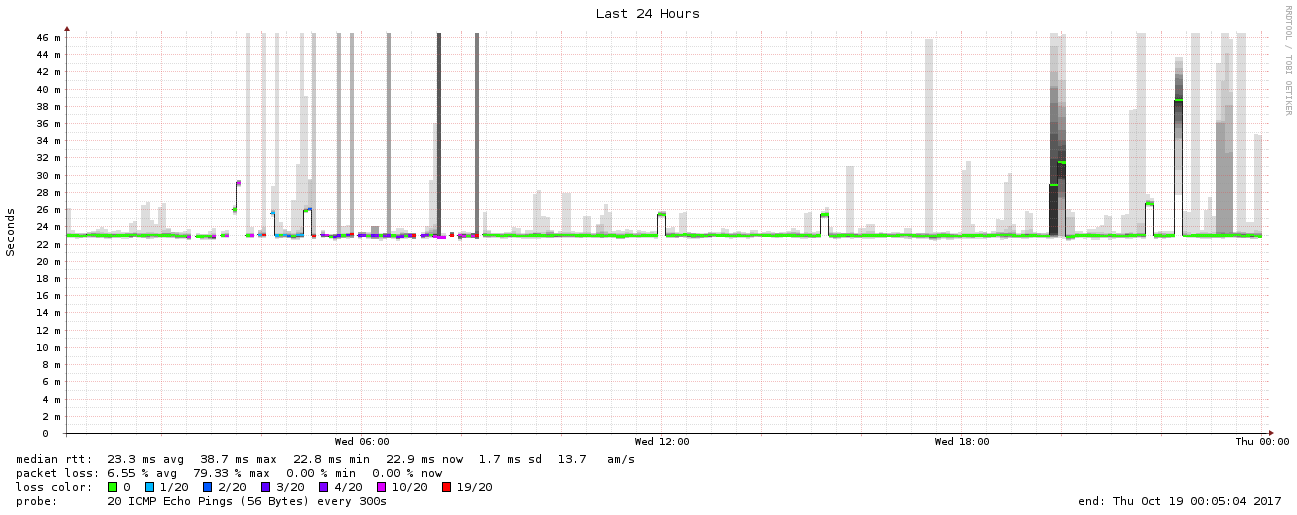 Last 24 Hours
RRDTOOL / TOBI OETIKER
Seconds
46 m
44 m
42 m
40 m
38 m
36 m
34 m
32 m
30 m
28 m
26 m
24 m
22 m
20 m
18 m
16 m
14 m
12 m
10 m
8 m
6 m
4 m
2 m
0
Wed 06:00 Wed 12:00 Wed 18:00 Thu 00:00
median rtt: 23.3 ms avg 38.7 ms max 22.8 ms min 22.9 ms now 1.7 ms sd 13.7 am/s
packet loss: 6.55 % avg 79.33 % max 0.00 % min 0.00 % now
loss color: 0 1/20 2/20 3/20 4/20 10/20 19/20
probe: 20 ICMP Echo Pings (56 Bytes) every 300s end: Thu Oct 19 00:05:04 2017